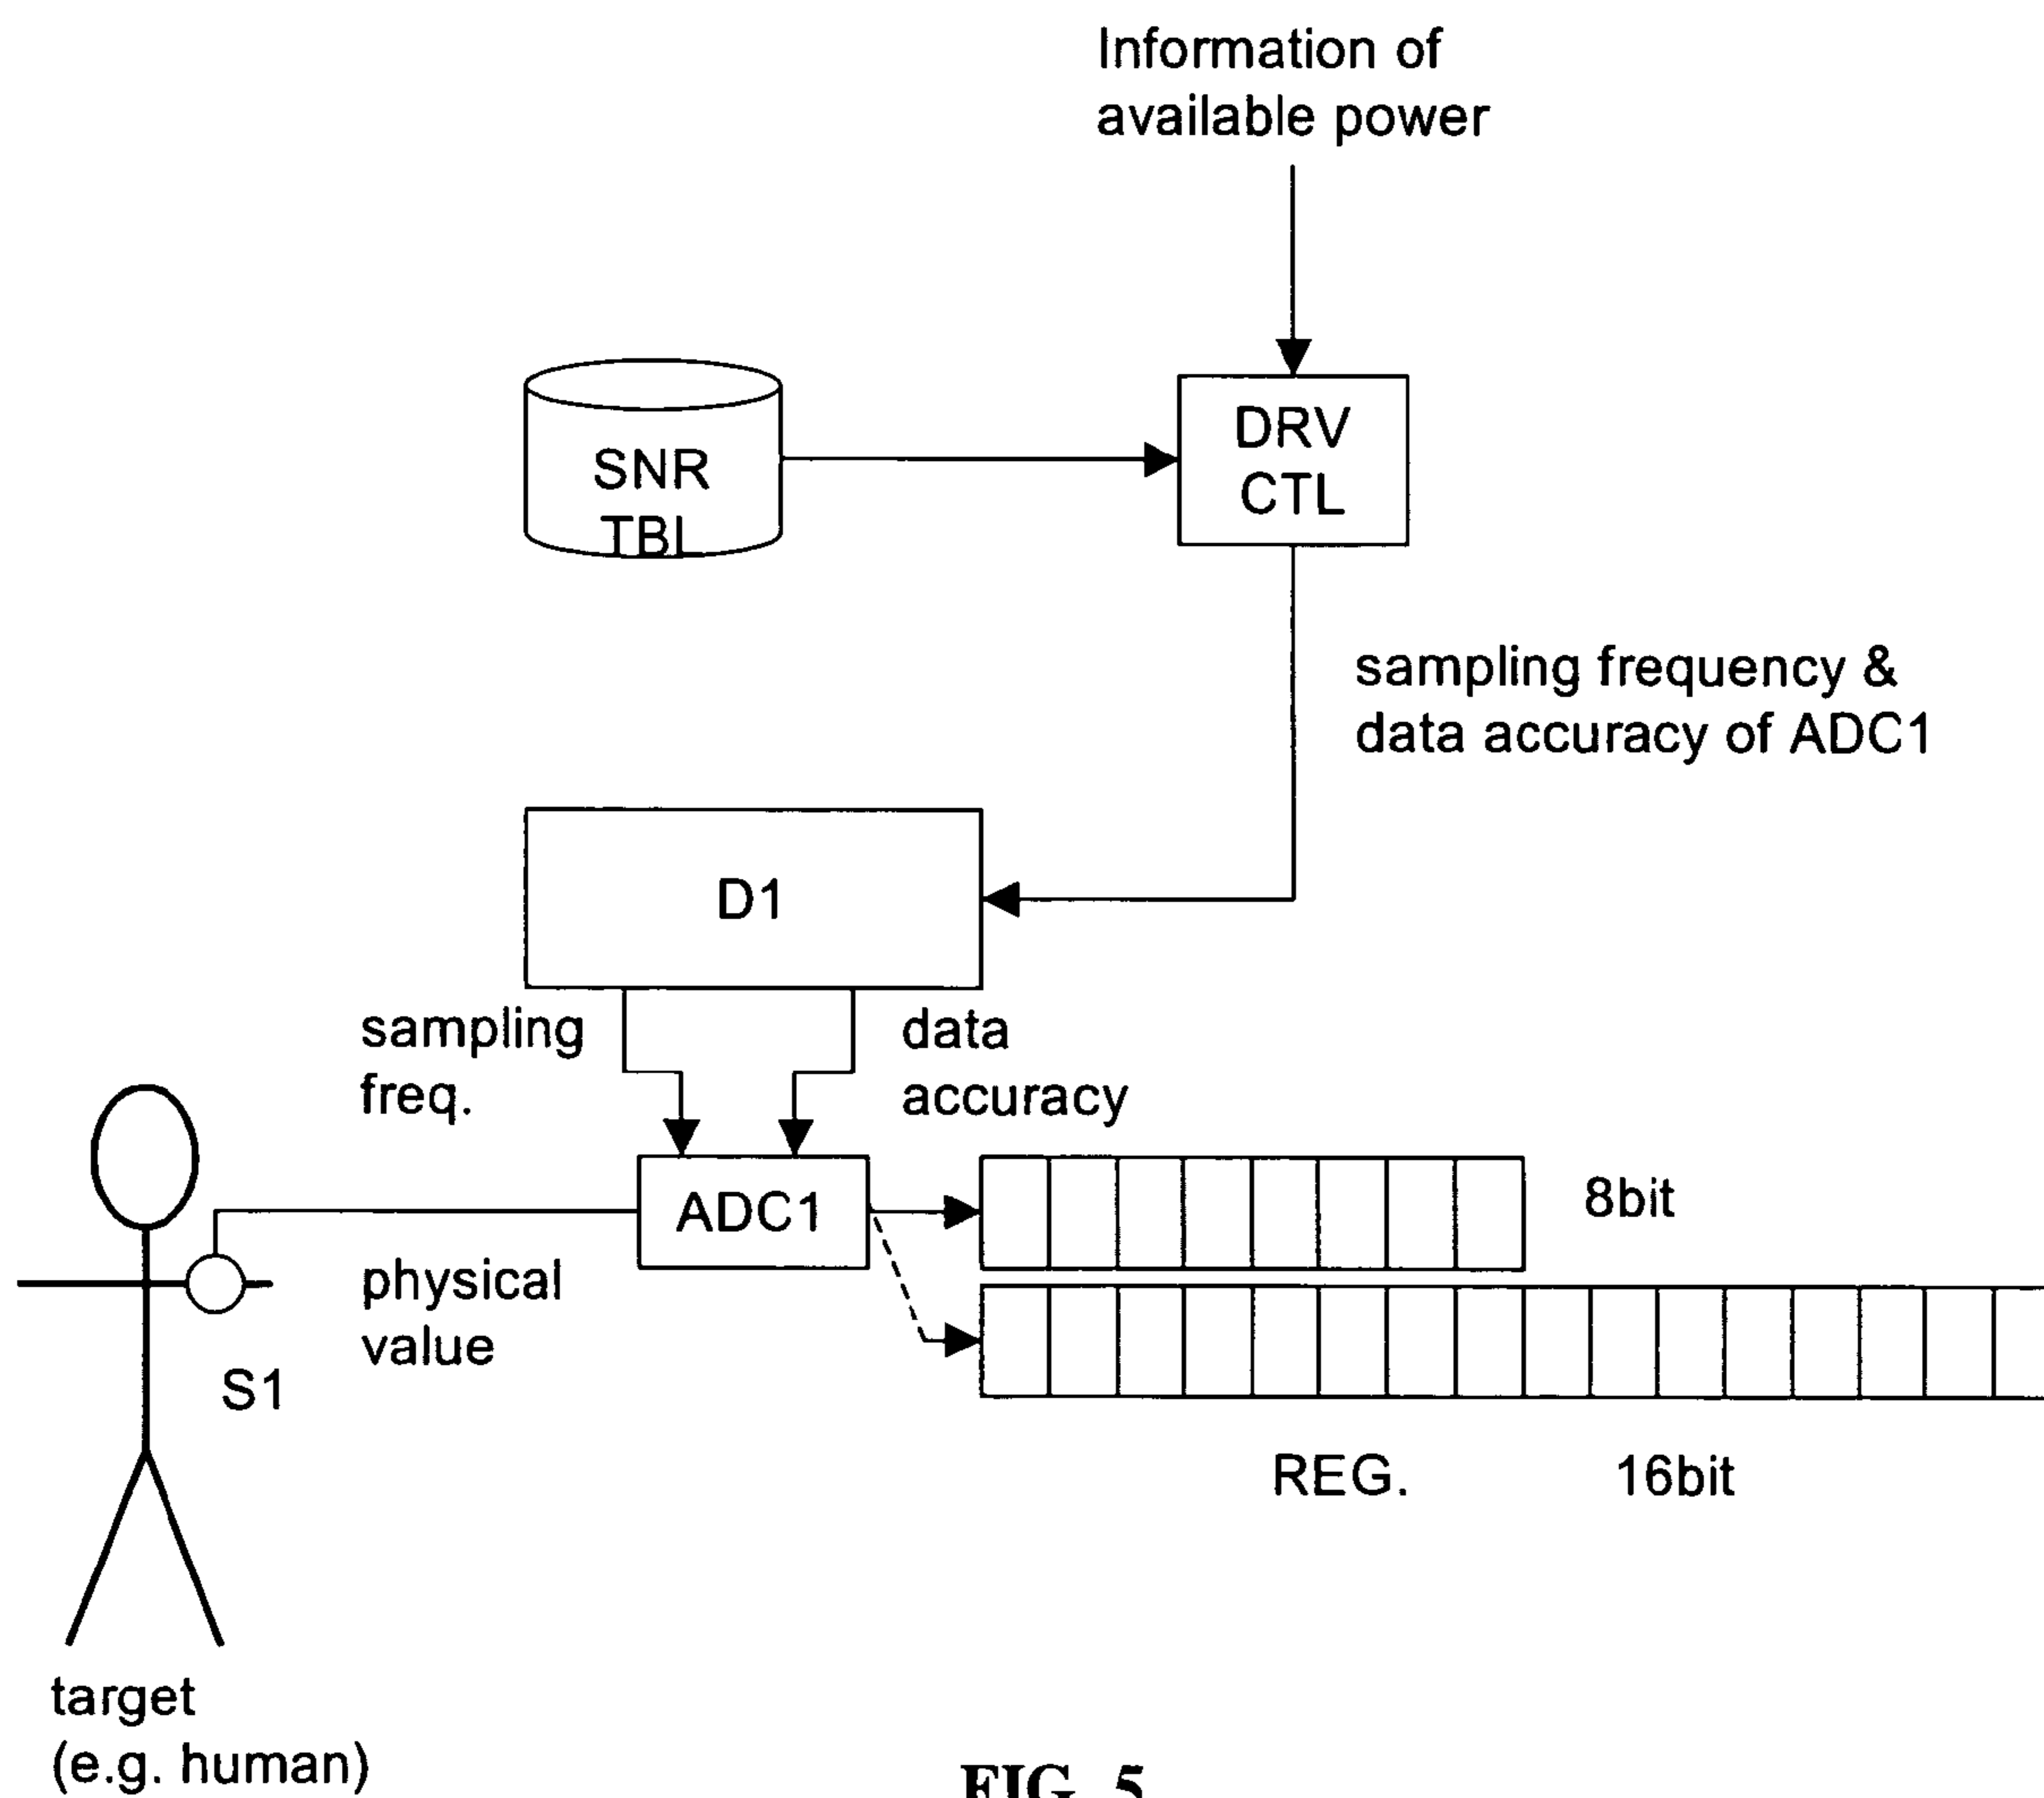 Information of
available power
SNR
TBL
DRV
CTL
sampling frequency &
data accuracy of ADC1
D1
sampling
freq.
data
accuracy
ADC1
8bit
physical
value
S1
REG.
16bit
target
(e.g. human)
FIG. 5